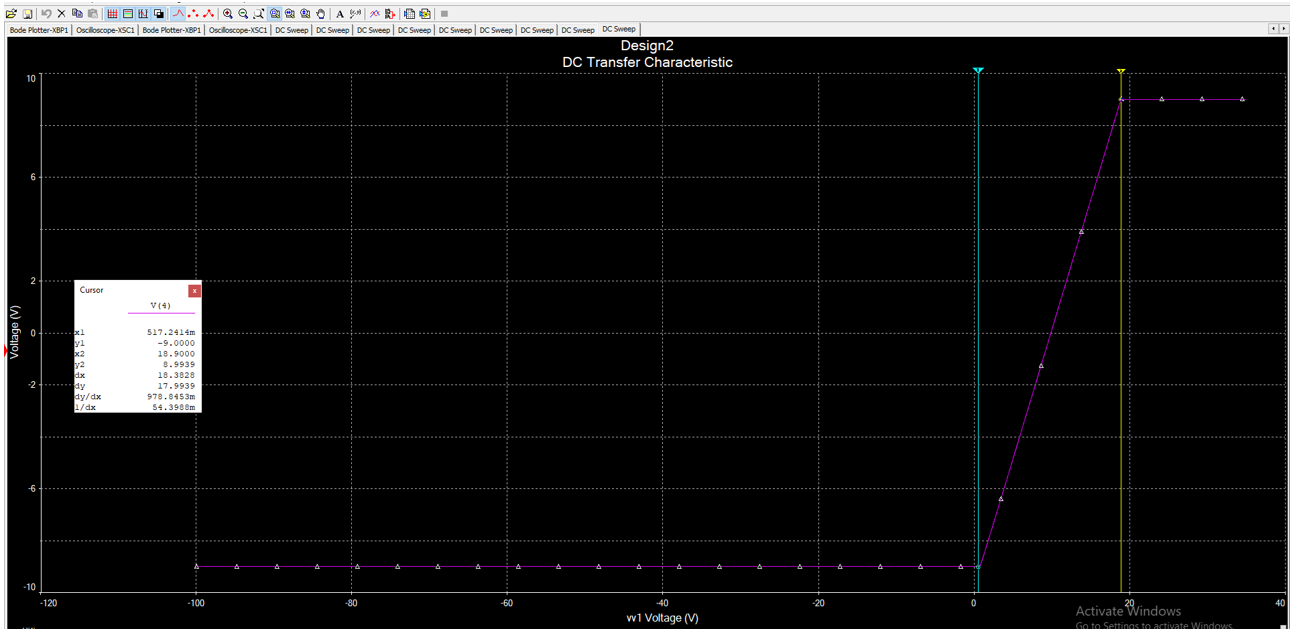 Bode Plotter-XBP1 Oscilloscope-XSC1 Bode Plotter-XBP1 Oscilloscope-XSC1 DC Sweep DC Sweep DC Sweep DC Sweep DC Sweep DC Sweep DC Sweep DC Sweep DC Sweep
Design2
DC Transfer Characteristic
10
6
2
0
-2
-6
-10
Voltage (V)
Cursor
V(4)
x1 517.2414m
y1 -9.0000
x2 18.9000
y2 8.9939
dx 18.3828
dy 17.9939
dy/dx 978.8453m
1/dx 54.3988m
-120 -100 -80 -60 -40 -20 0 20 40
vv1 Voltage (V)
Activate Windows
Go to Settings to activate Windows.